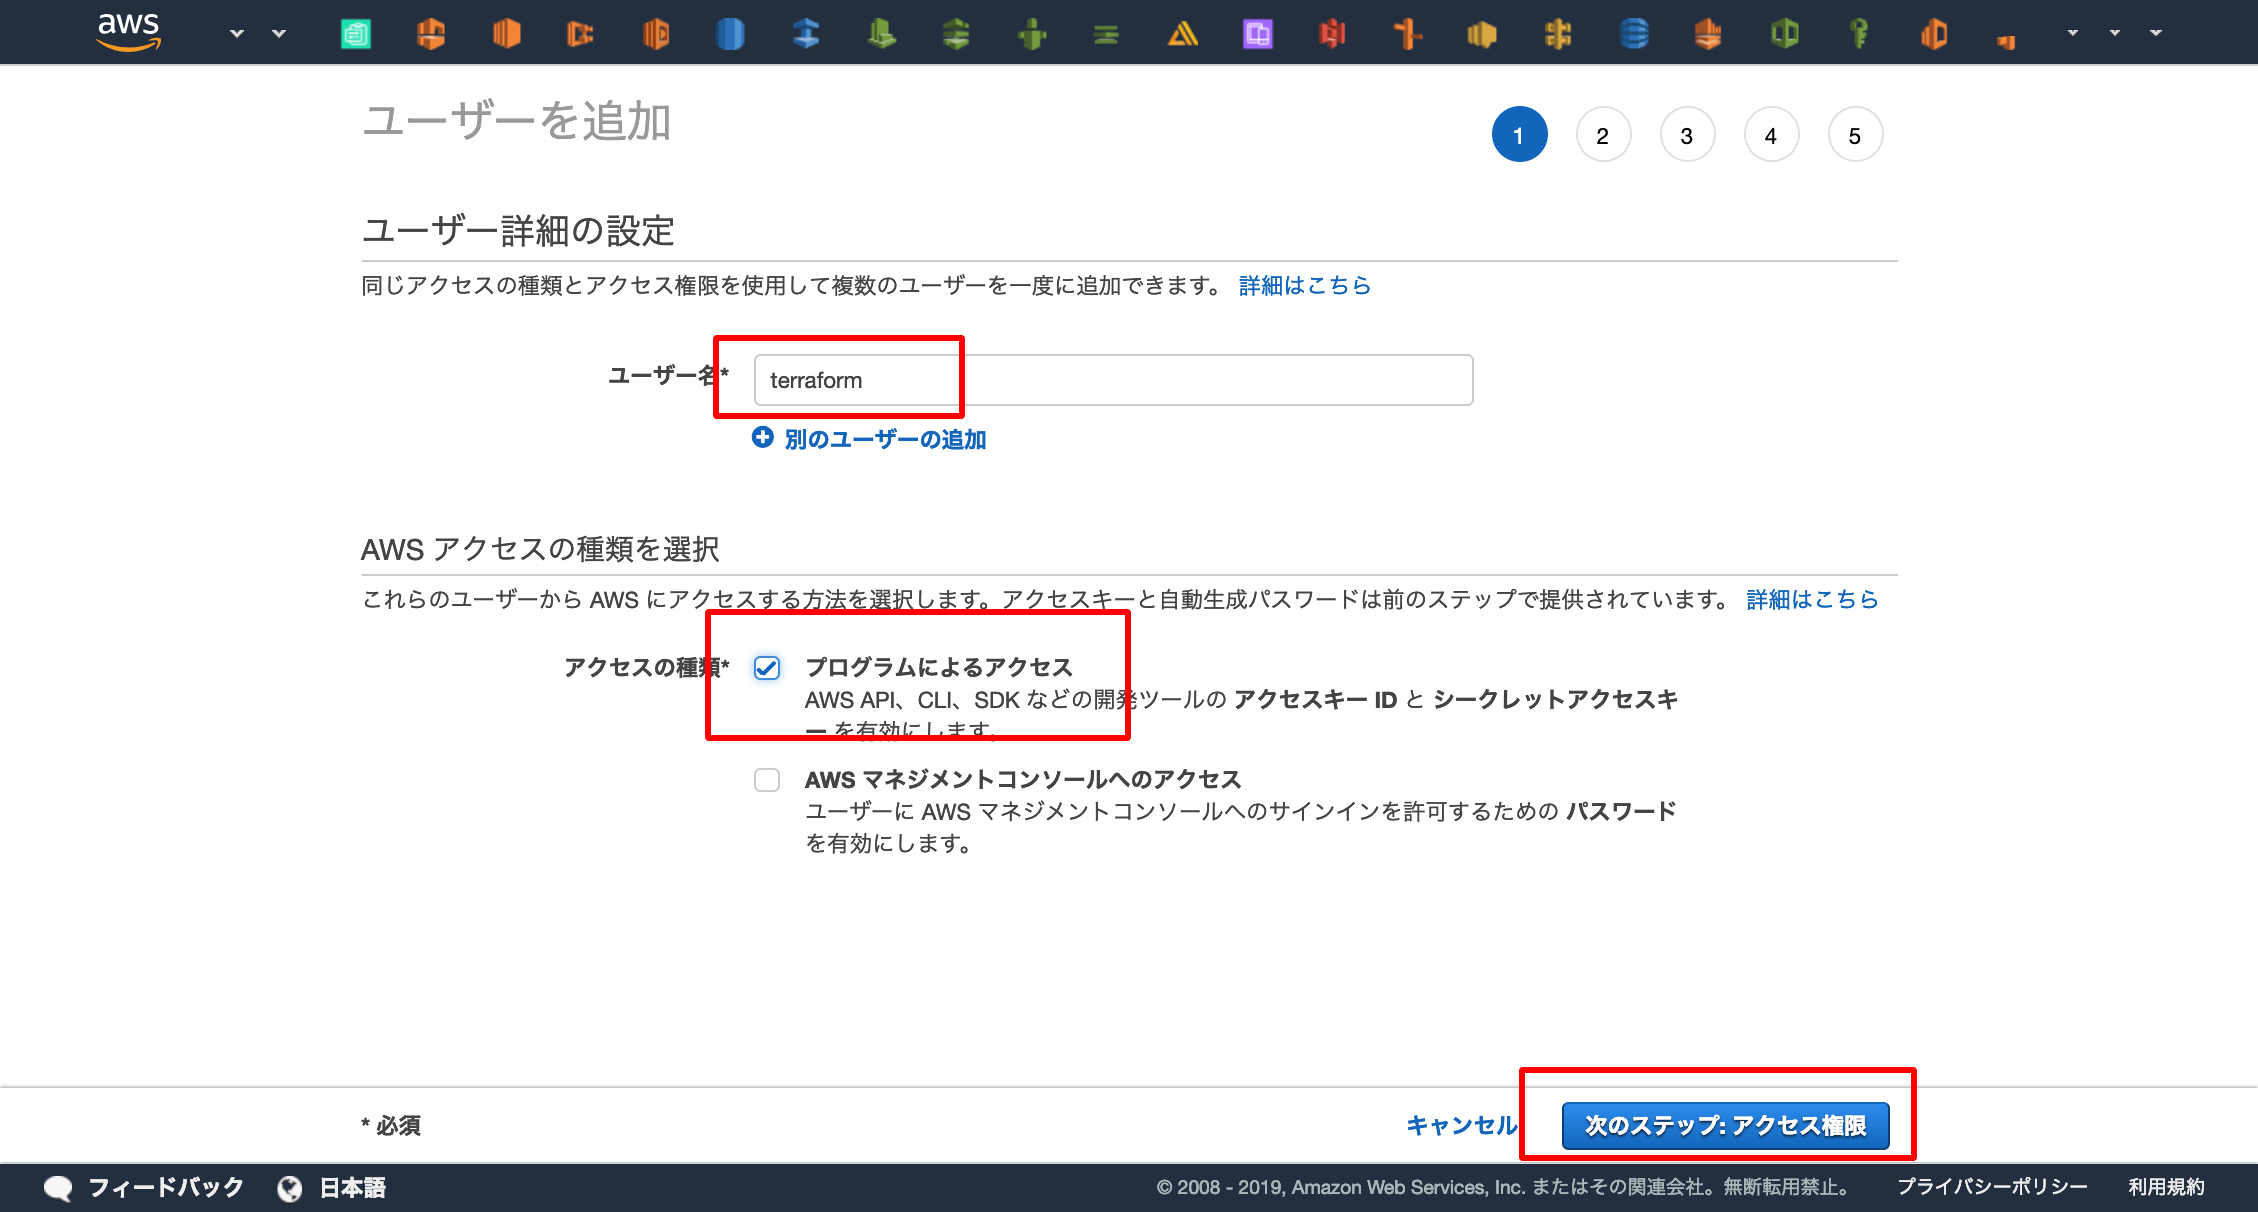 aws
ユーザーを追加
1 2 3 4 5
ユーザー詳細の設定
同じアクセスの種類とアクセス権限を使用して複数のユーザーを一度に追加できます。 詳細はこちら
ユーザー名* terraform
別のユーザーの追加
AWS アクセスの種類を選択
これらのユーザーから AWS にアクセスする方法を選択します。アクセスキーと自動生成パスワードは前のステップで提供されています。 詳細はこちら
アクセスの種類* プログラムによるアクセス
AWS API、CLI、SDK などの開発ツールの アクセスキー ID と シークレットアクセスキ
ー を有効にします。
AWS マネジメントコンソールへのアクセス
ユーザーに AWS マネジメントコンソールへのサインインを許可するための パスワード
を有効にします。
* 必須 キャンセル 次のステップ: アクセス権限
フィードバック 日本語 © 2008 - 2019, Amazon Web Services, Inc. またはその関連会社。無断転用禁止。 プライバシーポリシー 利用規約